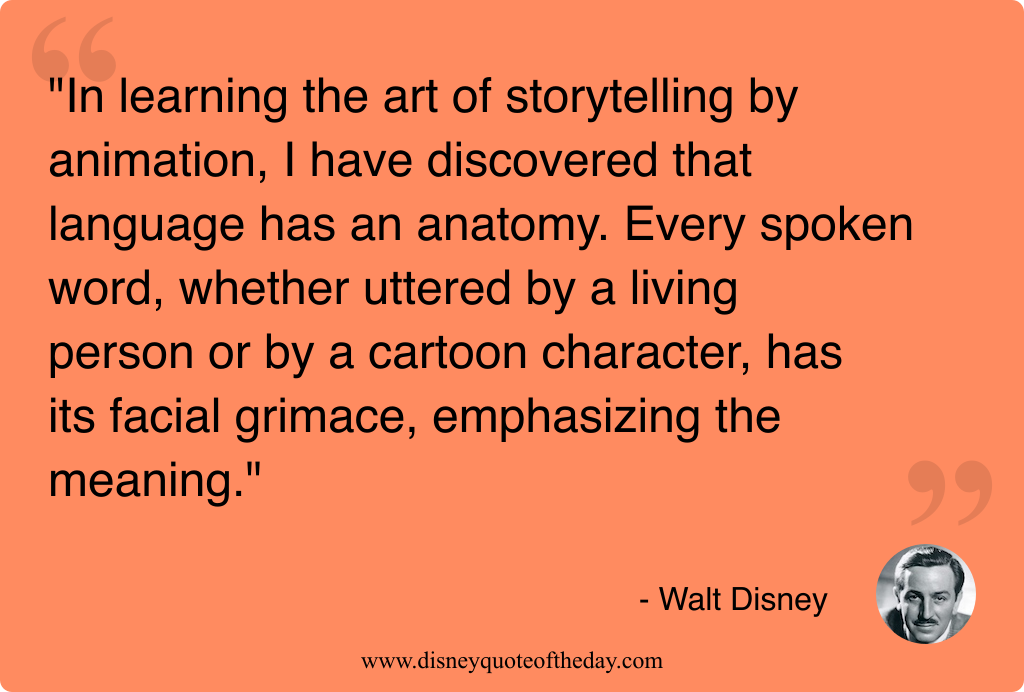 "In learning the art of storytelling by
animation, I have discovered that
language has an anatomy. Every spoken
word, whether uttered by a living
person or by a cartoon character, has
its facial grimace, emphasizing the
meaning."
- Walt Disney
www.disneyquoteoftheday.com